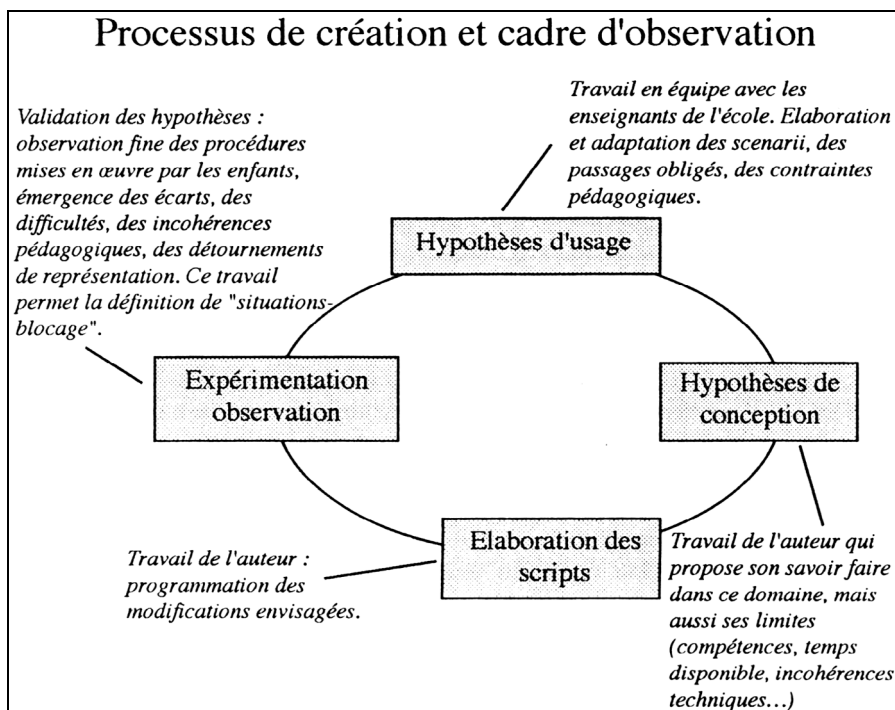 Processus de création et cadre d'observation
Validation des hypothèses :
observation fine des procédures
mises en œuvre par les enfants,
émergence des écarts, des
difficultés, des incohérences
pédagogiques, des détournements
de représentation. Ce travail
permet la définition de "situations-
blocage".
Travail en équipe avec les
enseignants de l'école. Elaboration
et adaptation des scenarii, des
passages obligés, des contraintes
pédagogiques.
Hypothèses d'usage
Expérimentation
observation
Hypothèses de
conception
Elaboration des
scripts
Travail de l'auteur :
programmation des
modifications envisagées.
Travail de l'auteur qui
propose son savoir faire
dans ce domaine, mais
aussi ses limites
(compétences, temps
disponible, incohérences
techniques...)